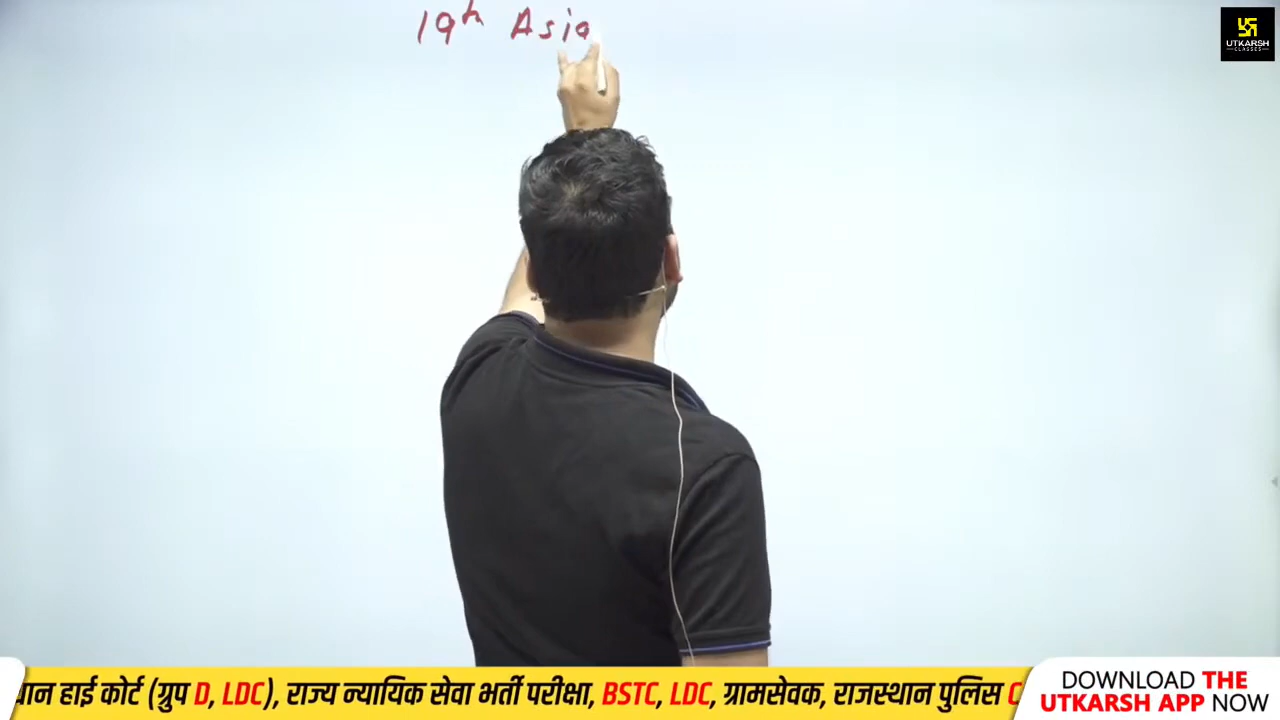 19th Asia
UTKARSH
CLASSES
थान हाई कोर्ट (ग्रुप D, LDC), राज्य न्यायिक सेवा भर्ती परीक्षा, BSTC, LDC, ग्रामसेवक, राजस्थान पुलिस C
DOWNLOAD THE
UTKARSH APP NOW